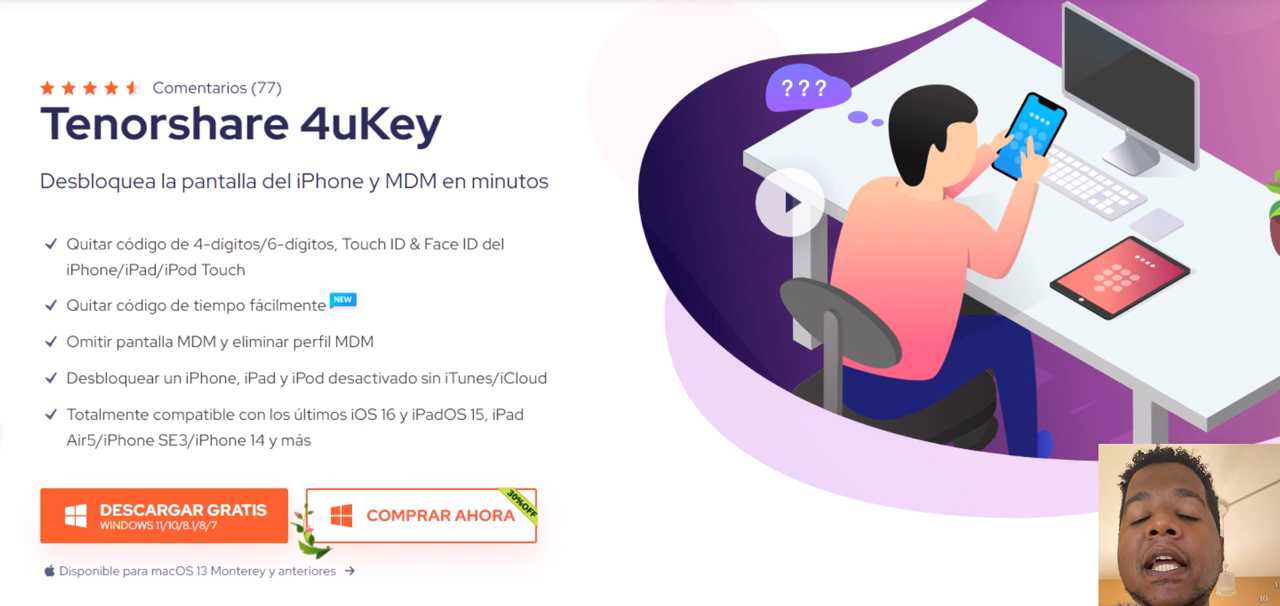 Comentarios (77)
Tenorshare 4uKey
Desbloquea la pantalla del iPhone y MDM en minutos
Quitar código de 4-dígitos/6-dígitos, Touch ID & Face ID del
iPhone/iPad/iPod Touch
Quitar código de tiempo fácilmente NEW
Omitir pantalla MDM y eliminar perfil MDM
Desbloquear un iPhone, iPad y iPod desactivado sin iTunes/iCloud
Totalmente compatible con los últimos iOS 16 y iPadOS 15, iPad
Air5/iPhone SE3/iPhone 14 y más
DESCARGAR GRATIS
WINDOWS 11/10/8.1/8/7
COMPRAR AHORA
30%OFF
Disponible para macOS 13 Monterey y anteriores
???